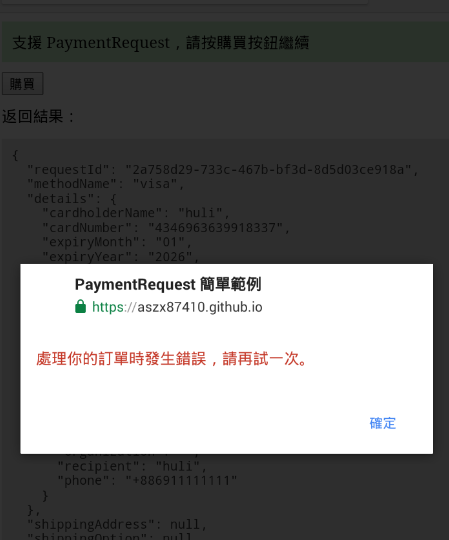 支援 PaymentRequest，請按購買按鈕繼續
購買
返回結果：
{
"requestId": "2a758d29-733c-467b-bf3d-8d5d03ce918a",
"methodName": "visa",
"details": {
"cardholderName": "huli",
"cardNumber": "4346963639918337",
"expiryMonth": "01",
"expiryYear": "2026",
PaymentRequest 簡單範例
https://aszx87410.github.io
處理你的訂單時發生錯誤，請再試一次。
確定
"recipient": "huli",
"phone": "+886911111111"
}
},
"shippingAddress": null,
"shippingOption": null